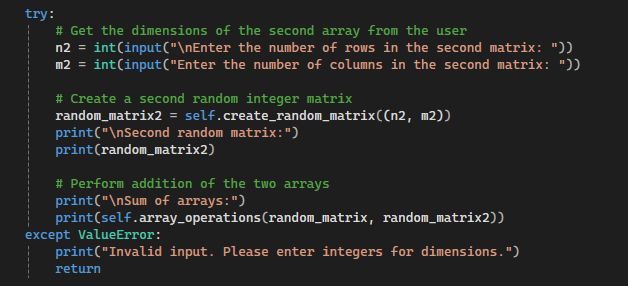 try:
    # Get the dimensions of the second array from the user
    n2 = int(input("\nEnter the number of rows in the second matrix: "))
    m2 = int(input("Enter the number of columns in the second matrix: "))

    # Create a second random integer matrix
    random_matrix2 = self.create_random_matrix((n2, m2))
    print("\nSecond random matrix:")
    print(random_matrix2)

    # Perform addition of the two arrays
    print("\nSum of arrays:")
    print(self.array_operations(random_matrix, random_matrix2))
except ValueError:
    print("Invalid input. Please enter integers for dimensions.")
    return